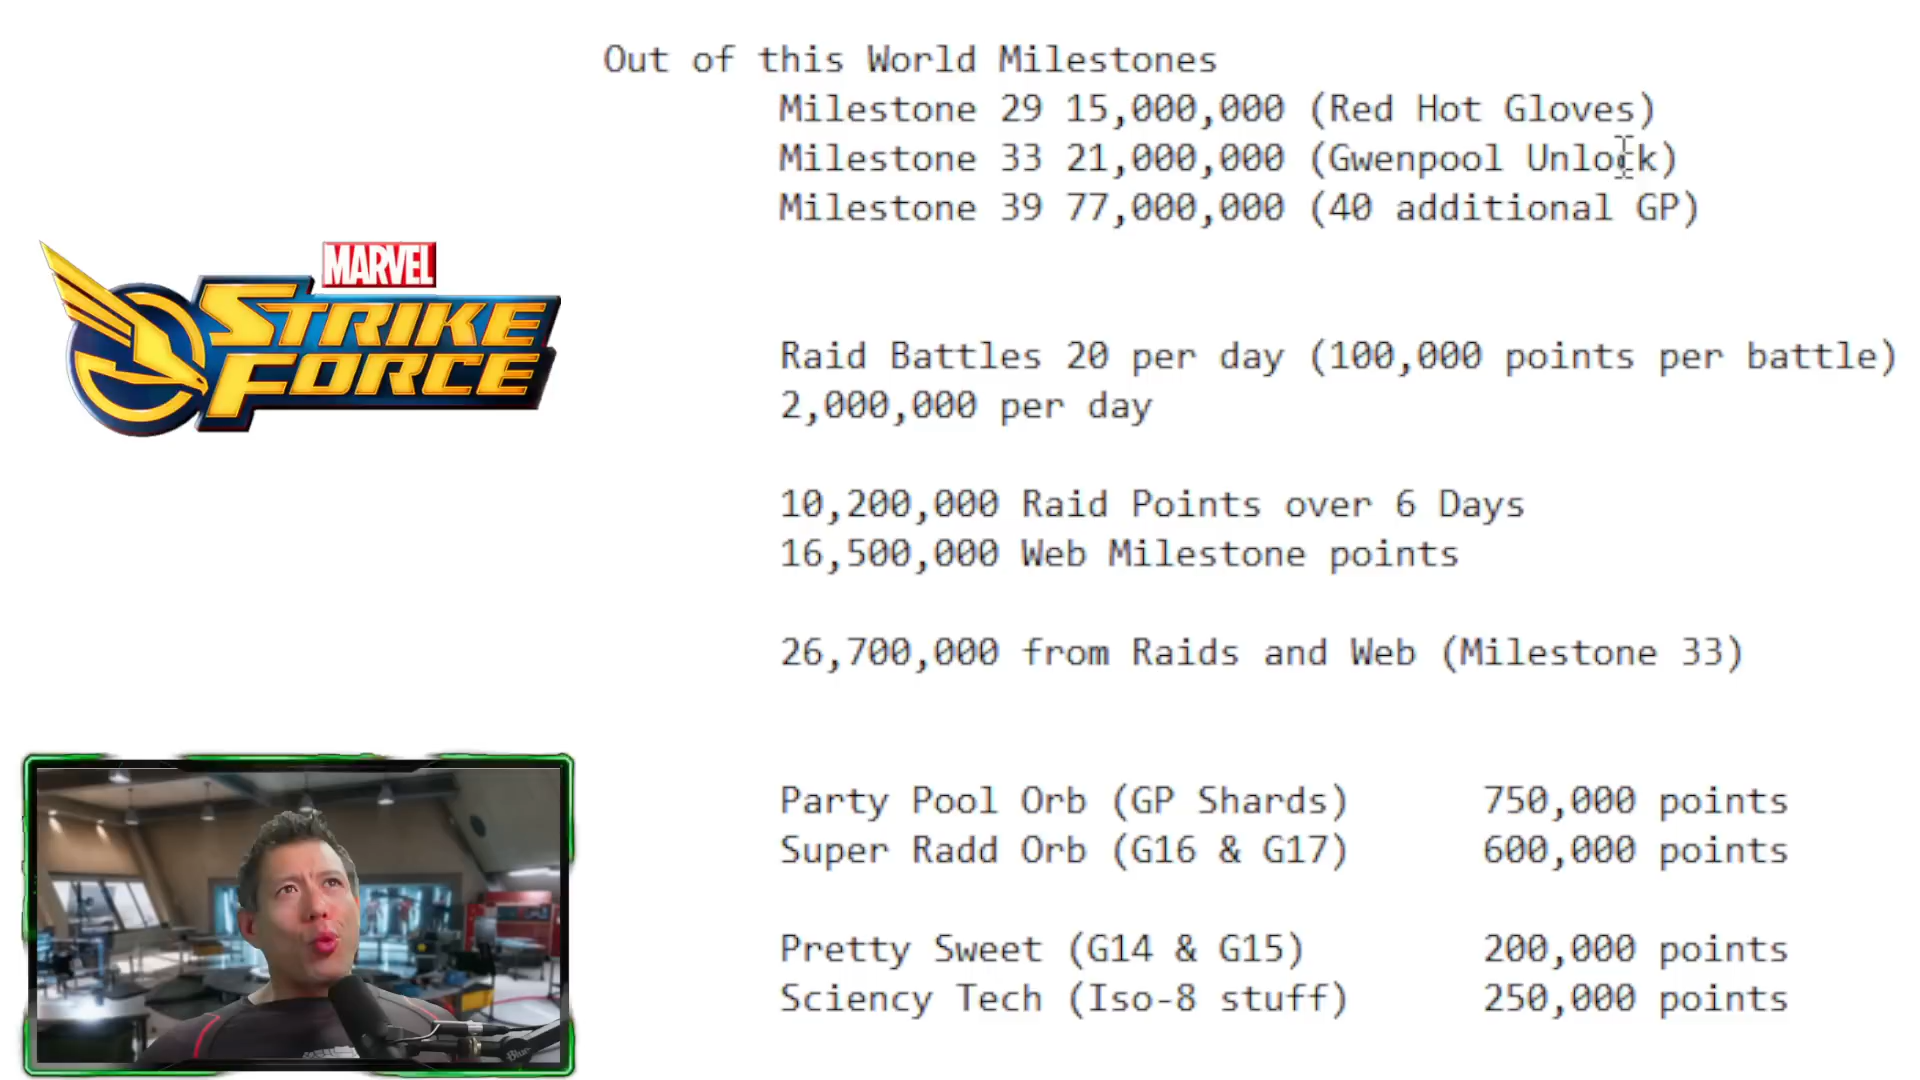 Out of this World Milestones
Milestone 29 15,000,000 (Red Hot Gloves)
Milestone 33 21,000,000 (Gwenpool Unlock)
Milestone 39 77,000,000 (40 additional GP)
MARVEL
STRIKE
FORCE
Raid Battles 20 per day (100,000 points per battle)
2,000,000 per day
10,200,000 Raid Points over 6 Days
16,500,000 Web Milestone points
26,700,000 from Raids and Web (Milestone 33)
Party Pool Orb (GP Shards) 750,000 points
Super Radd Orb (G16 & G17) 600,000 points
Pretty Sweet (G14 & G15) 200,000 points
Sciency Tech (Iso-8 stuff) 250,000 points
Blue